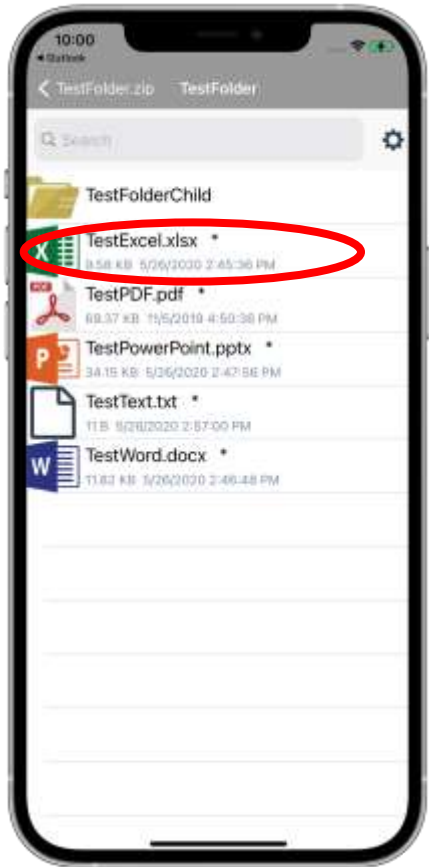 10:00
Outlook
TestFolder.zip TestFolder
Search
TestFolderChild
X
TestExcel.xlsx *
9.58 KB 5/26/2020 2:45:36 PM
PDF
TestPDF.pdf *
69.37 KB 11/5/2019 4:50:38 PM
P
TestPowerPoint.pptx *
34.15 KB 5/26/2020 2:47:56 PM
TestText.txt *
11 B 5/26/2020 2:57:00 PM
W
TestWord.docx *
11.82 KB 5/26/2020 2:46:48 PM